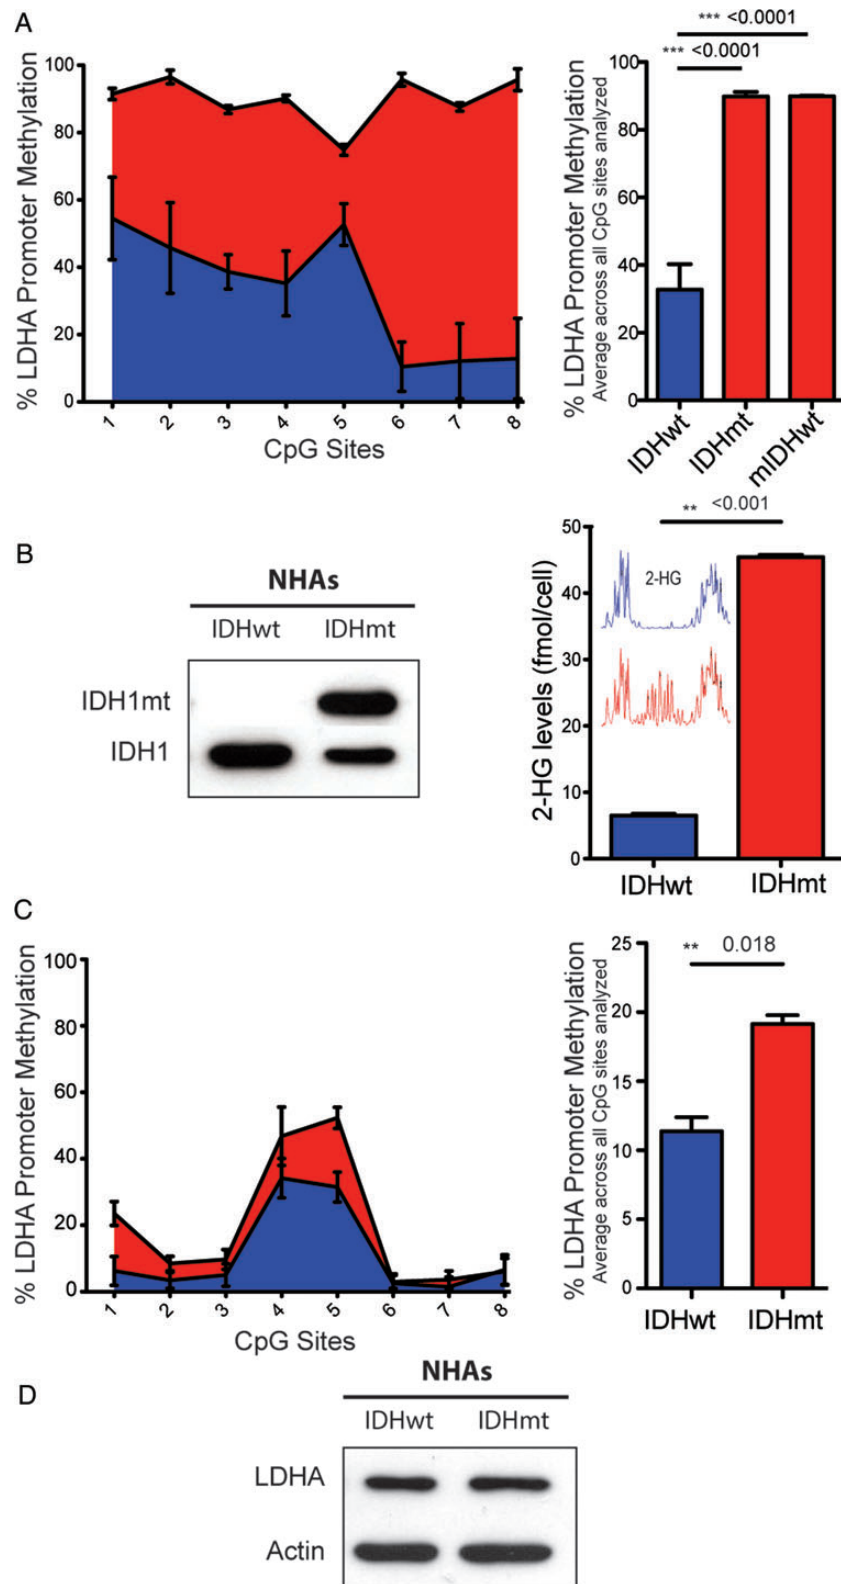 A
*** <0.0001
*** <0.0001
% LDHA Promoter Methylation
100
80
60
40
20
0
1 2 3 4 5 6 7 8
CpG Sites
% LDHA Promoter Methylation
Average across all CpG sites analyzed
100
80
60
40
20
0
IDHwt IDHmt mIDHwt
B
NHAs
IDHwt IDHmt
IDH1mt
IDH1
** <0.001
2-HG levels (fmol/cell)
50
40
30
20
10
0
2-HG
IDHwt IDHmt
C
% LDHA Promoter Methylation
100
80
60
40
20
0
1 2 3 4 5 6 7 8
CpG Sites
** 0.018
% LDHA Promoter Methylation
Average across all CpG sites analyzed
25
20
15
10
5
0
IDHwt IDHmt
D
NHAs
IDHwt IDHmt
LDHA
Actin